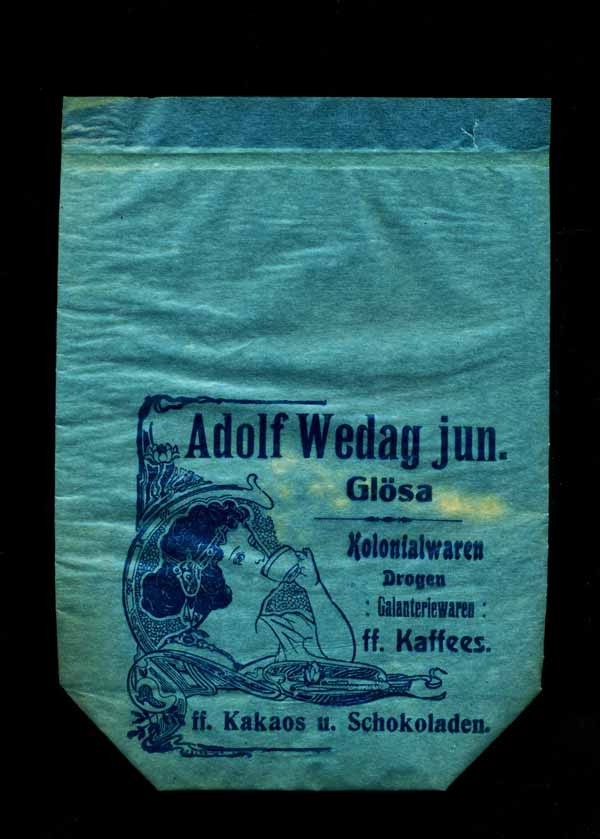 Adolf Wedag jun.
Glösa
Kolonialwaren
Drogen
: Galanteriewaren :
ff. Kaffees.
ff. Kakaos u. Schokoladen.